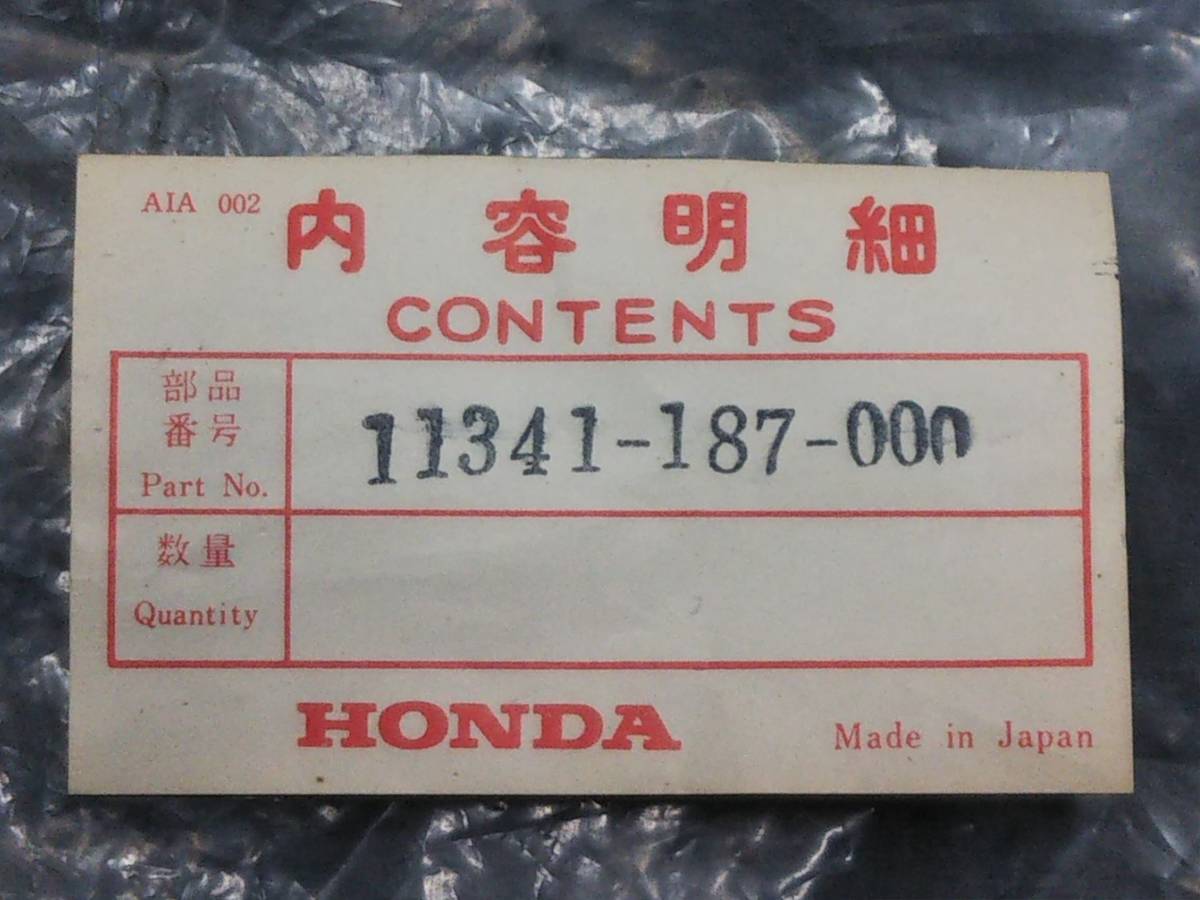 AIA 002
内容明細
CONTENTS
部品
番号
Part No.
11341-187-000
数量
Quantity
HONDA
Made in Japan